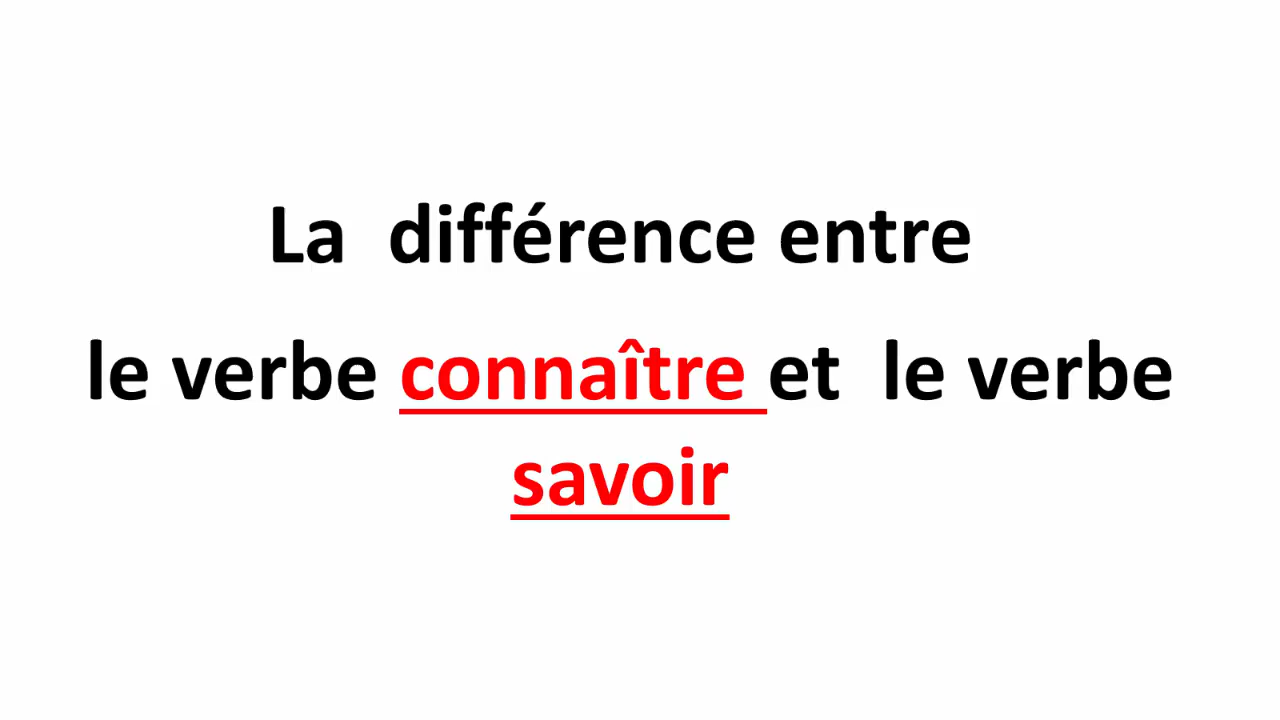 La différence entre
le verbe connaître et le verbe
savoir